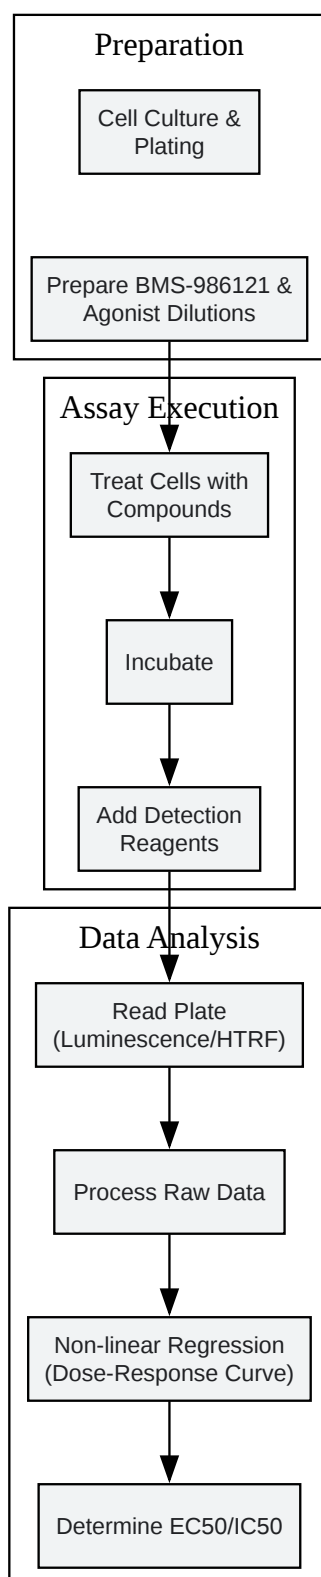 Preparation
Cell Culture &
Plating
Prepare BMS-986121 &
Agonist Dilutions
Assay Execution
Treat Cells with
Compounds
Incubate
Add Detection
Reagents
Data Analysis
Read Plate
(Luminescence/HTRF)
Process Raw Data
Non-linear Regression
(Dose-Response Curve)
Determine EC50/IC50